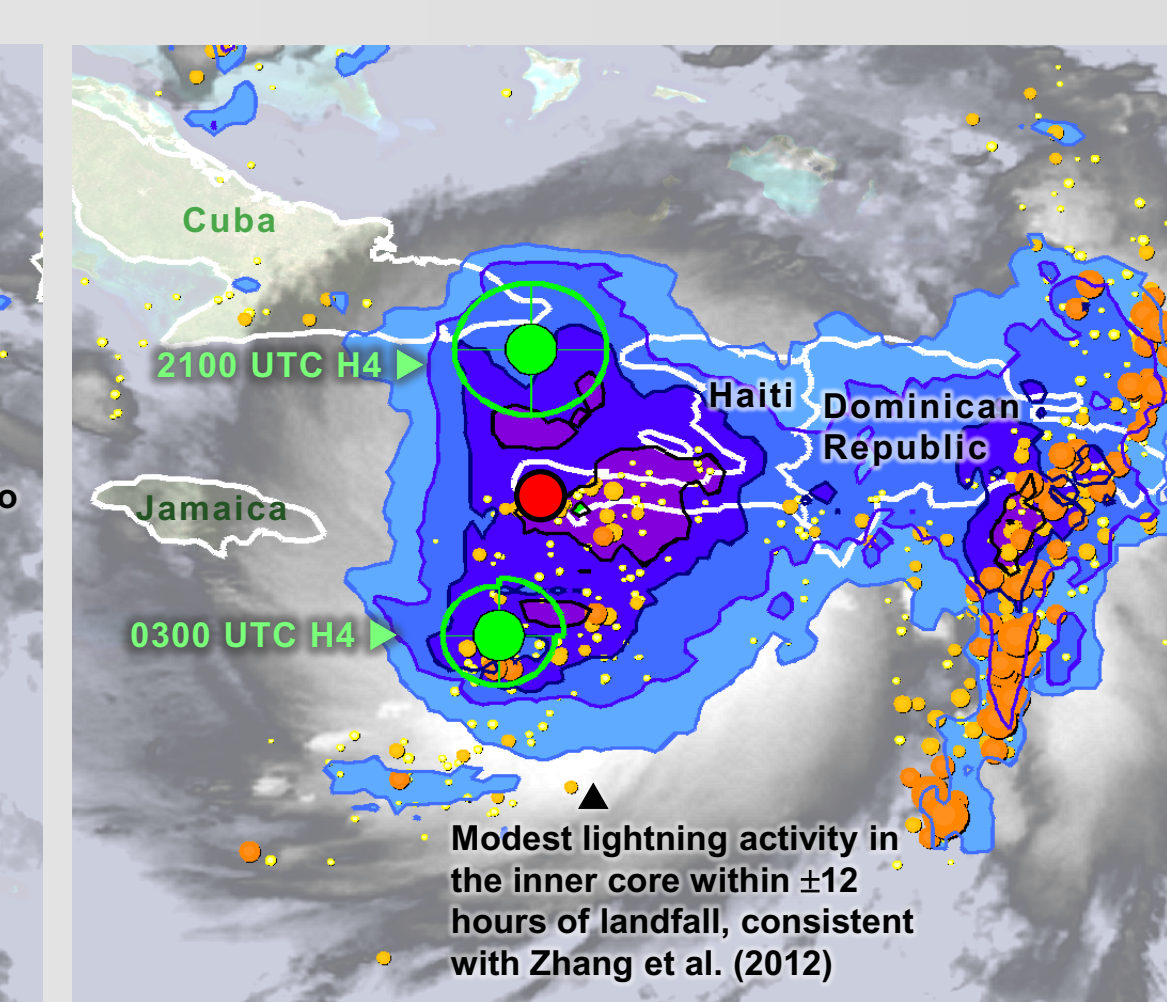 Cuba
2100 UTC H4
Haiti
Dominican
Republic
o
Jamaica
0300 UTC H4
Modest lightning activity in
the inner core within ±12
hours of landfall, consistent
with Zhang et al. (2012)